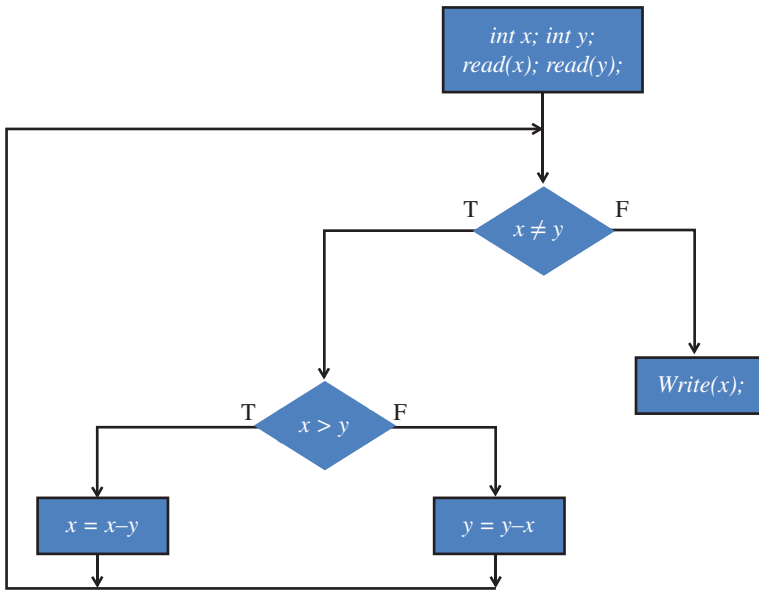 int x; int y;
read(x); read(y);
T
F
x ≠ y
Write(x);
T
F
x > y
x = x–y
y = y–x